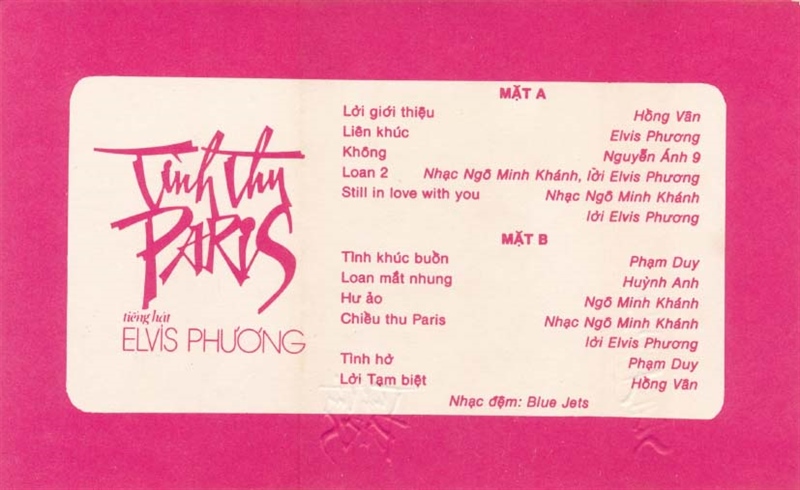 Tình Thu
PARIS
tiếng hát
ELVIS PHƯƠNG
MẶT A
Lời giới thiệu Hồng Vân
Liên khúc Elvis Phương
Không Nguyễn Ánh 9
Loan 2 Nhạc Ngô Minh Khánh, lời Elvis Phương
Still in love with you Nhạc Ngô Minh Khánh
lời Elvis Phương
MẶT B
Tình khúc buồn Phạm Duy
Loan mắt nhung Huỳnh Anh
Hư ảo Ngô Minh Khánh
Chiều thu Paris Nhạc Ngô Minh Khánh
lời Elvis Phương
Tình hờ Phạm Duy
Lời Tạm biệt Hồng Vân
Nhạc đệm: Blue Jets